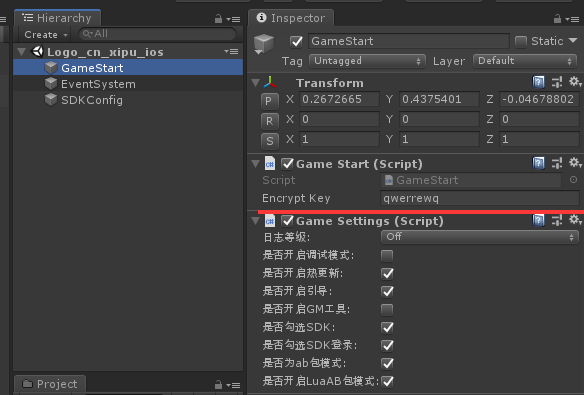 Hierarchy
Create
All
Logo_cn_xipu_ios
GameStart
EventSystem
SDKConfig
Project
Inspector
GameStart
Static
Tag Untagged Layer Default
Transform
P X 0.2672665 Y 0.4375401 Z -0.04678802
R X 0 Y 0 Z 0
S X 1 Y 1 Z 1
Game Start (Script)
Script GameStart
Encrypt Key qwerrewq
Game Settings (Script)
日志等级: Off
是否开启调试模式:
是否开启热更新:
是否开启引导:
是否开启GM工具:
是否勾选SDK:
是否勾选SDK登录:
是否为ab包模式:
是否开启LuaAB包模式: